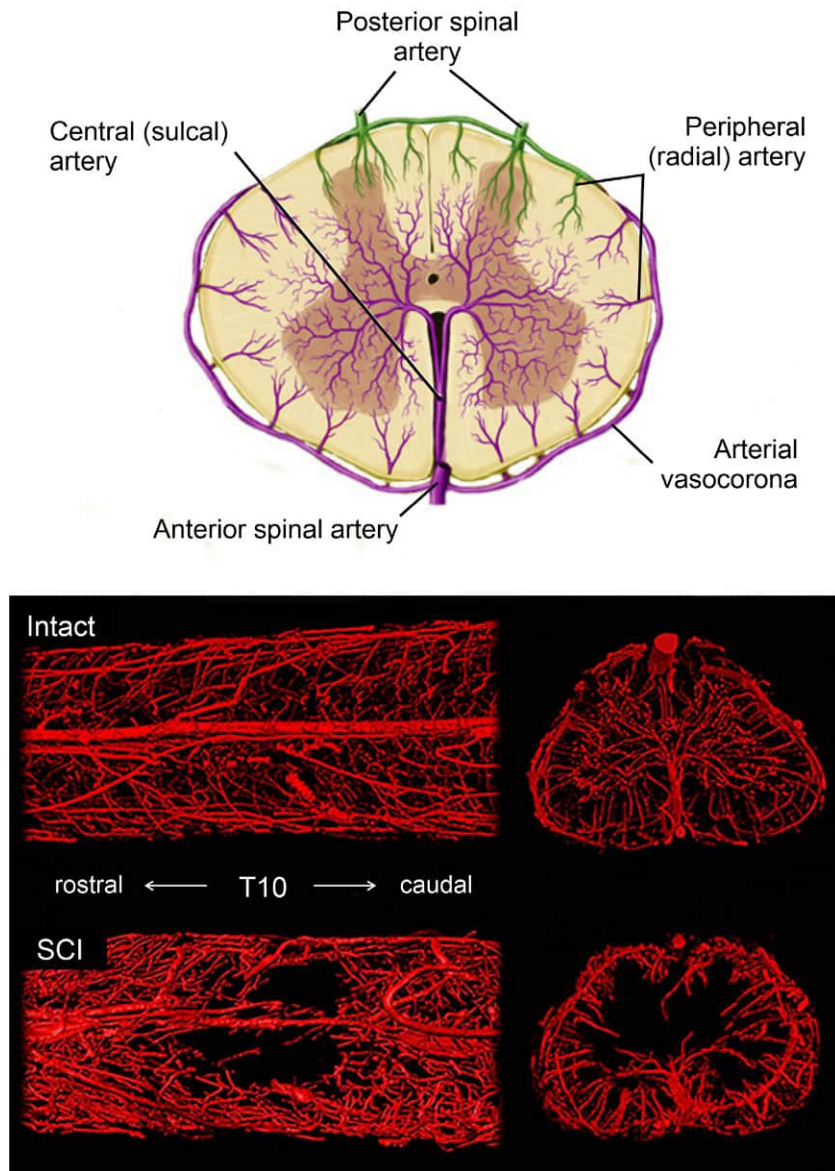 Posterior spinal
artery
Central (sulcal)
artery
Peripheral
(radial) artery
Arterial
vasocorona
Anterior spinal artery
Intact
rostral ← T10 → caudal
SCI